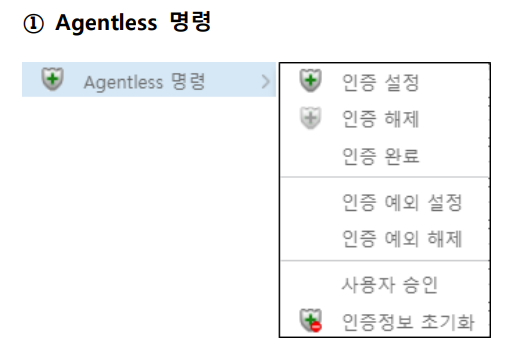 ① Agentless 명령
Agentless 명령
인증 설정
인증 해제
인증 완료
인증 예외 설정
인증 예외 해제
사용자 승인
인증정보 초기화